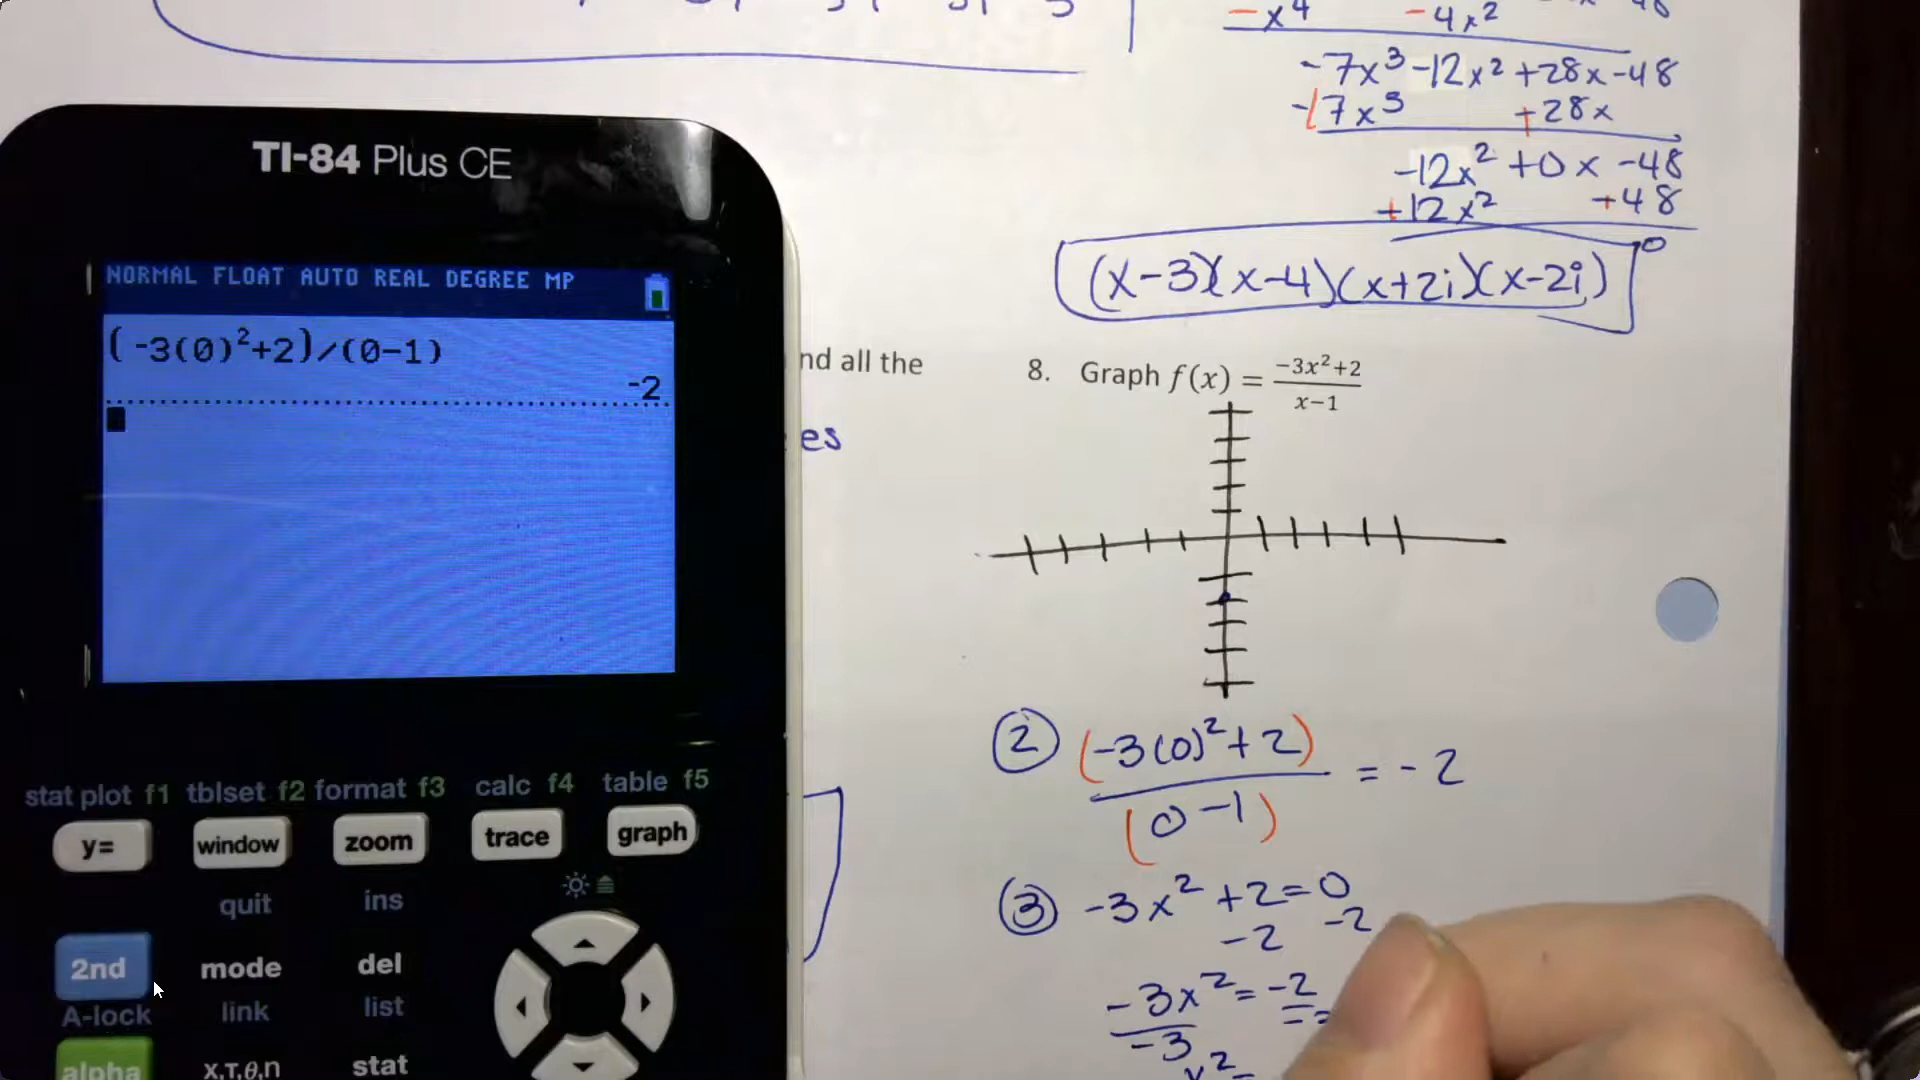 -x⁴ -4x²
-7x³-12x²+28x-48
-7x³ +28x
-12x²+0x-48
+12x² +48
0
(x-3)(x-4)(x+2i)(x-2i)
TI-84 Plus CE
NORMAL FLOAT AUTO REAL DEGREE MP
(-3(0)²+2)/(0-1)
-2
nd all the
es
8. Graph f(x) = -3x²+2
x-1
② (-3(0)²+2) = -2
(0-1)
③ -3x²+2=0
-2 -2
-3x²=-2
-3
x²=
stat plot f1 tblset f2 format f3 calc f4 table f5
y= window zoom trace graph
quit ins
2nd mode del
A-lock link list
alpha X,T,θ,n stat